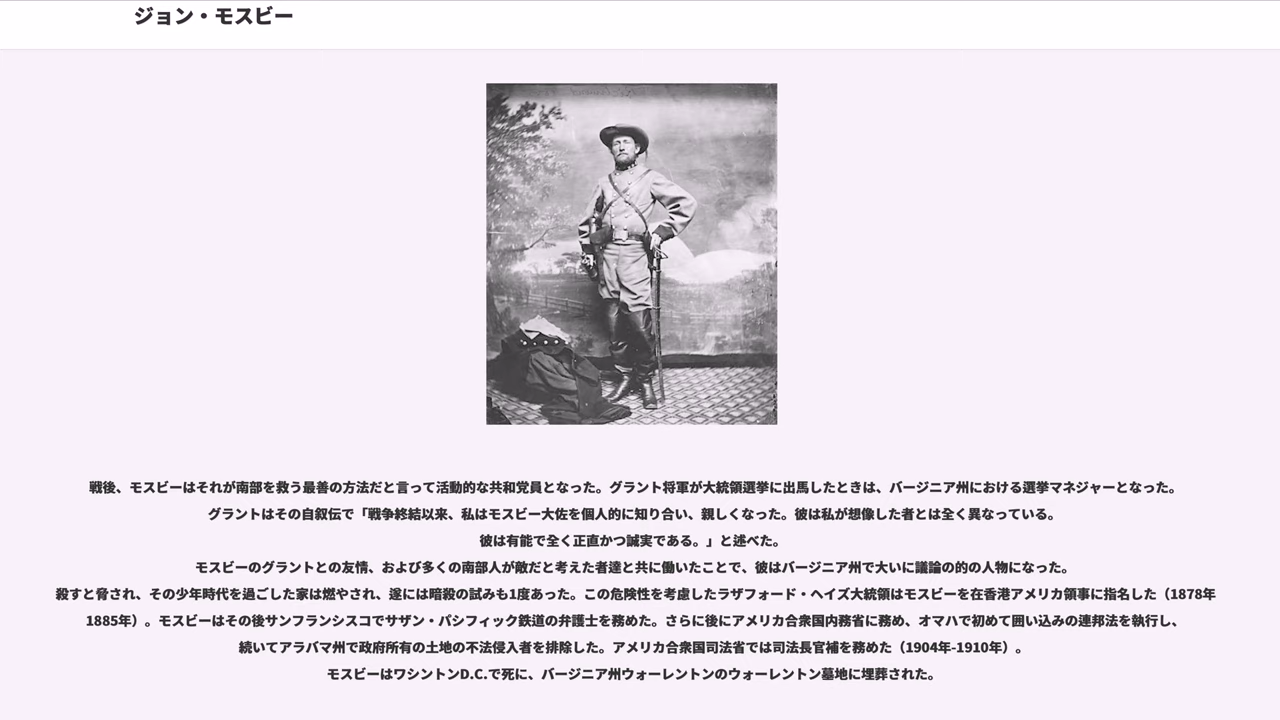 ジョン・モスビー
戦後、モスビーはそれが南部を救う最善の方法だと言って活動的な共和党員となった。グラント将軍が大統領選挙に出馬したときは、バージニア州における選挙マネジャーとなった。
グラントはその自叙伝で「戦争終結以来、私はモスビー大佐を個人的に知り合い、親しくなった。彼は私が想像した者とは全く異なっている。
彼は有能で全く正直かつ誠実である。」と述べた。
モスビーのグラントとの友情、および多くの南部人が敵だと考えた者達と共に働いたことで、彼はバージニア州で大いに議論の的の人物になった。
殺すと脅され、その少年時代を過ごした家は燃やされ、遂には暗殺の試みも1度あった。この危険性を考慮したラザフォード・ヘイズ大統領はモスビーを在香港アメリカ領事に指名した（1878年
1885年）。モスビーはその後サンフランシスコでサザン・パシフィック鉄道の弁護士を務めた。さらに後にアメリカ合衆国内務省に務め、オマハで初めて囲い込みの連邦法を執行し、
続いてアラバマ州で政府所有の土地の不法侵入者を排除した。アメリカ合衆国司法省では司法長官補を務めた（1904年-1910年）。
モスビーはワシントンD.C.で死に、バージニア州ウォーレントンのウォーレントン墓地に埋葬された。